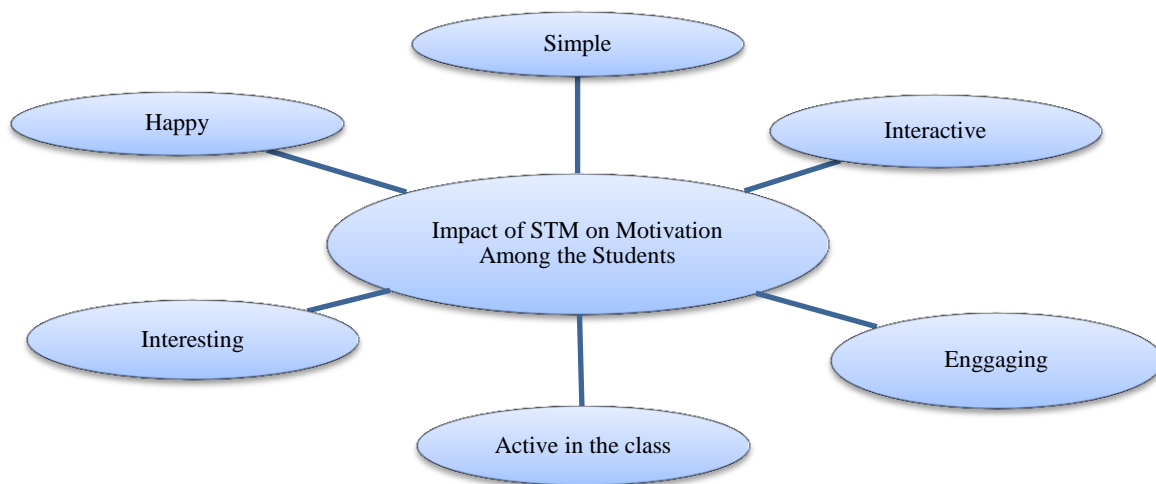 Simple
Happy
Interactive
Impact of STM on Motivation
Among the Students
Interesting
Enggaging
Active in the class